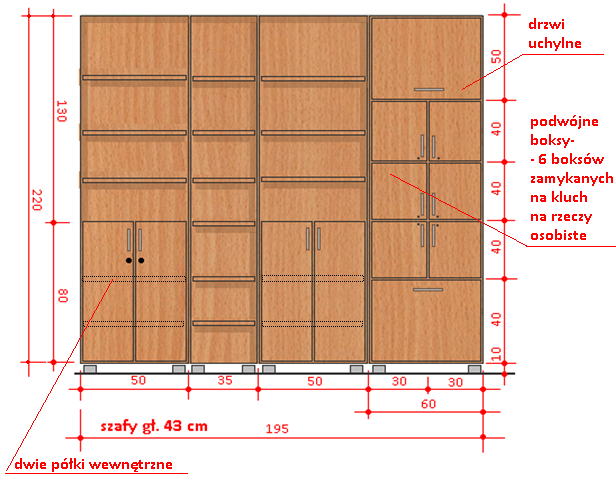 drzwi
uchylne
50
130
podwójne
boksy-
- 6 boksów
zamykanych
na kluch
na rzeczy
osobiste
40
40
220
40
80
40
10
50
35
50
30
30
60
szafy gł. 43 cm
195
dwie półki wewnętrzne